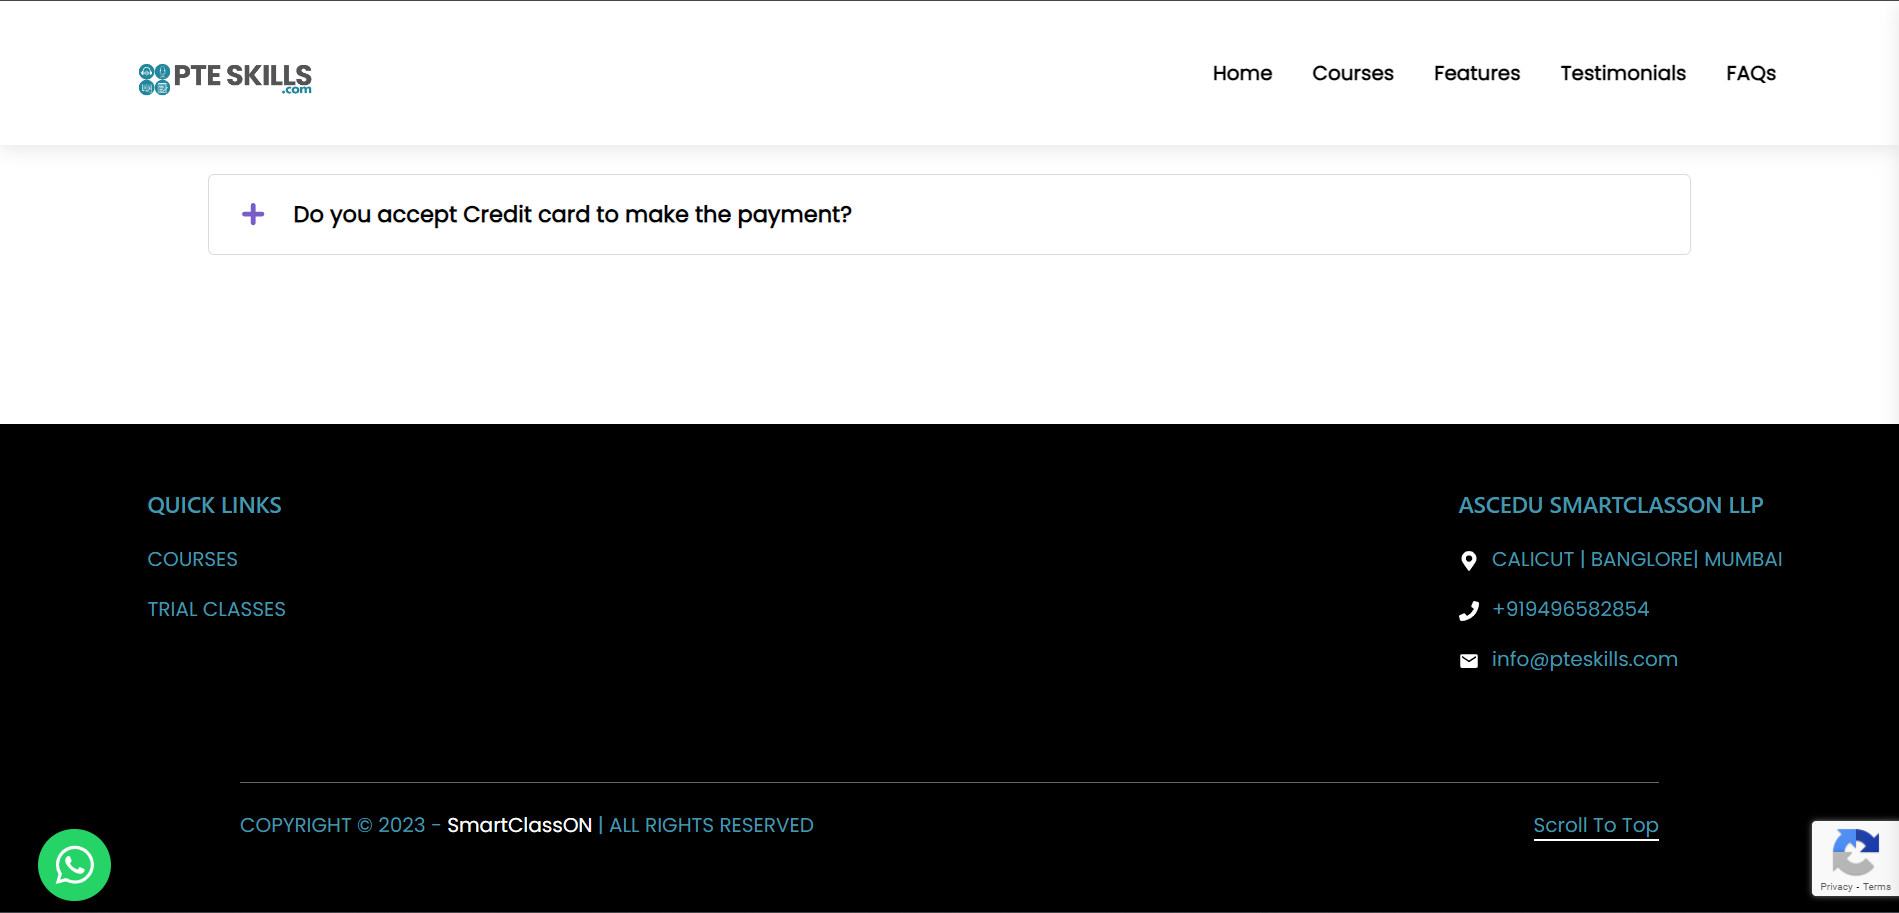 PTE SKILLS
.com
Home
Courses
Features
Testimonials
FAQs
Do you accept Credit card to make the payment?
QUICK LINKS
COURSES
TRIAL CLASSES
ASCEDU SMARTCLASSON LLP
CALICUT | BANGLORE| MUMBAI
+919496582854
info@pteskills.com
COPYRIGHT © 2023 - SmartClassON | ALL RIGHTS RESERVED
Scroll To Top
Privacy - Terms